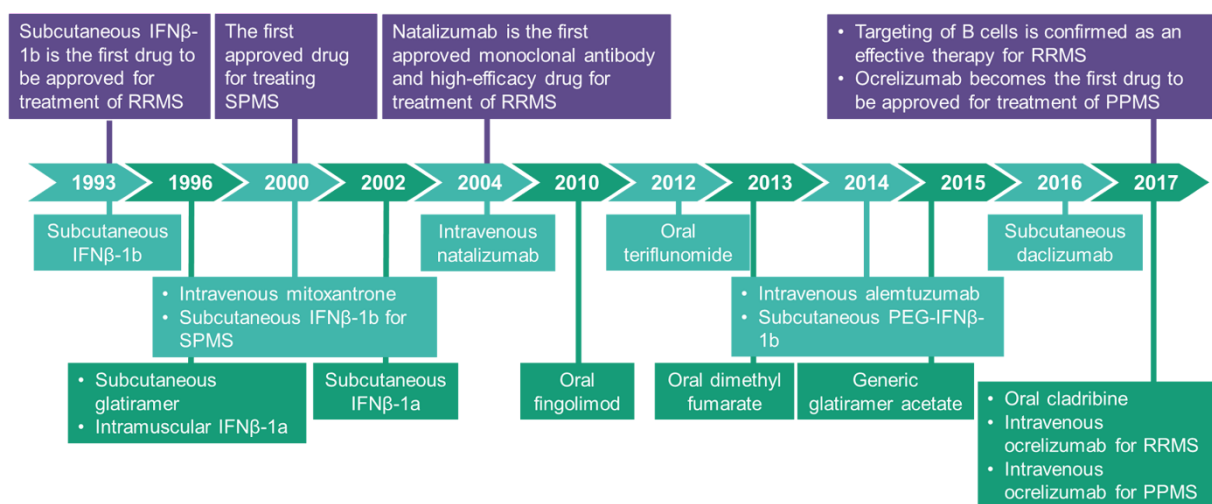 Subcutaneous IFNβ-
1b is the first drug to
be approved for
treatment of RRMS
The first
approved drug
for treating
SPMS
Natalizumab is the first
approved monoclonal antibody
and high-efficacy drug for
treatment of RRMS
• Targeting of B cells is confirmed as an
effective therapy for RRMS
• Ocrelizumab becomes the first drug to
be approved for treatment of PPMS
1993 1996 2000 2002 2004 2010 2012 2013 2014 2015 2016 2017
Subcutaneous
IFNβ-1b
Intravenous
natalizumab
Oral
teriflunomide
Subcutaneous
daclizumab
• Intravenous mitoxantrone
• Subcutaneous IFNβ-1b for
SPMS
• Intravenous alemtuzumab
• Subcutaneous PEG-IFNβ-
1b
• Subcutaneous
glatiramer
• Intramuscular IFNβ-1a
Subcutaneous
IFNβ-1a
Oral
fingolimod
Oral dimethyl
fumarate
Generic
glatiramer acetate
• Oral cladribine
• Intravenous
ocrelizumab for RRMS
• Intravenous
ocrelizumab for PPMS